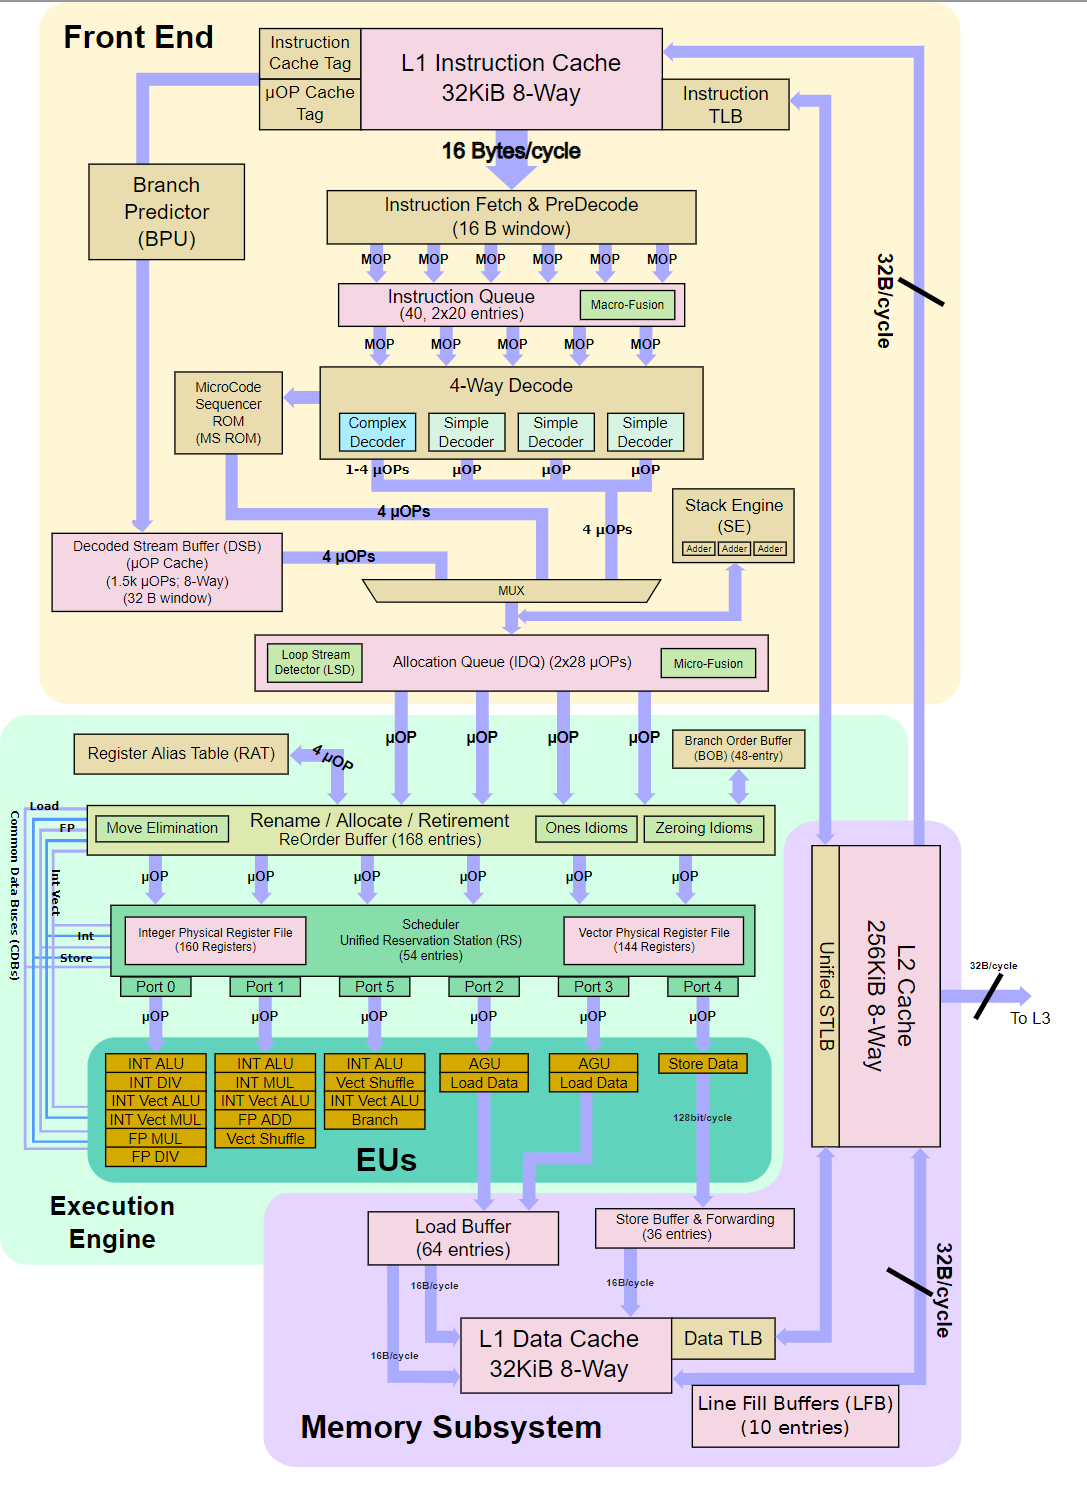 Front End
Instruction
Cache Tag
µOP Cache
Tag
L1 Instruction Cache
32KiB 8-Way
Instruction
TLB
16 Bytes/cycle
Branch
Predictor
(BPU)
Instruction Fetch & PreDecode
(16 B window)
MOP MOP MOP MOP MOP MOP
32B/cycle
Instruction Queue
(40, 2x20 entries)
Macro-Fusion
MOP MOP MOP MOP MOP
MicroCode
Sequencer
ROM
(MS ROM)
4-Way Decode
Complex
Decoder
Simple
Decoder
Simple
Decoder
Simple
Decoder
1-4 µOPs µOP µOP µOP
4 µOPs
4 µOPs
Stack Engine
(SE)
Adder Adder Adder
Decoded Stream Buffer (DSB)
(µOP Cache)
(1.5k µOPs; 8-Way)
(32 B window)
4 µOPs
MUX
Loop Stream
Detector (LSD)
Allocation Queue (IDQ) (2x28 µOPs)
Micro-Fusion
µOP µOP µOP µOP
Register Alias Table (RAT)
4 µOP
Branch Order Buffer
(BOB) (48-entry)
Load
FP
Int Vect
Int
Store
Common Data Buses (CDBs)
Move Elimination
Rename / Allocate / Retirement
ReOrder Buffer (168 entries)
Ones Idioms
Zeroing Idioms
µOP µOP µOP µOP µOP µOP
Integer Physical Register File
(160 Registers)
Scheduler
Unified Reservation Station (RS)
(54 entries)
Vector Physical Register File
(144 Registers)
Port 0 Port 1 Port 5 Port 2 Port 3 Port 4
µOP µOP µOP µOP µOP µOP
INT ALU
INT DIV
INT Vect ALU
INT Vect MUL
FP MUL
FP DIV
INT ALU
INT MUL
INT Vect ALU
FP ADD
Vect Shuffle
INT ALU
Vect Shuffle
INT Vect ALU
Branch
AGU
Load Data
AGU
Load Data
Store Data
128bit/cycle
EUs
Execution
Engine
Unified STLB
L2 Cache
256KiB 8-Way
32B/cycle
To L3
Load Buffer
(64 entries)
Store Buffer & Forwarding
(36 entries)
16B/cycle
16B/cycle
16B/cycle
32B/cycle
L1 Data Cache
32KiB 8-Way
Data TLB
Line Fill Buffers (LFB)
(10 entries)
Memory Subsystem